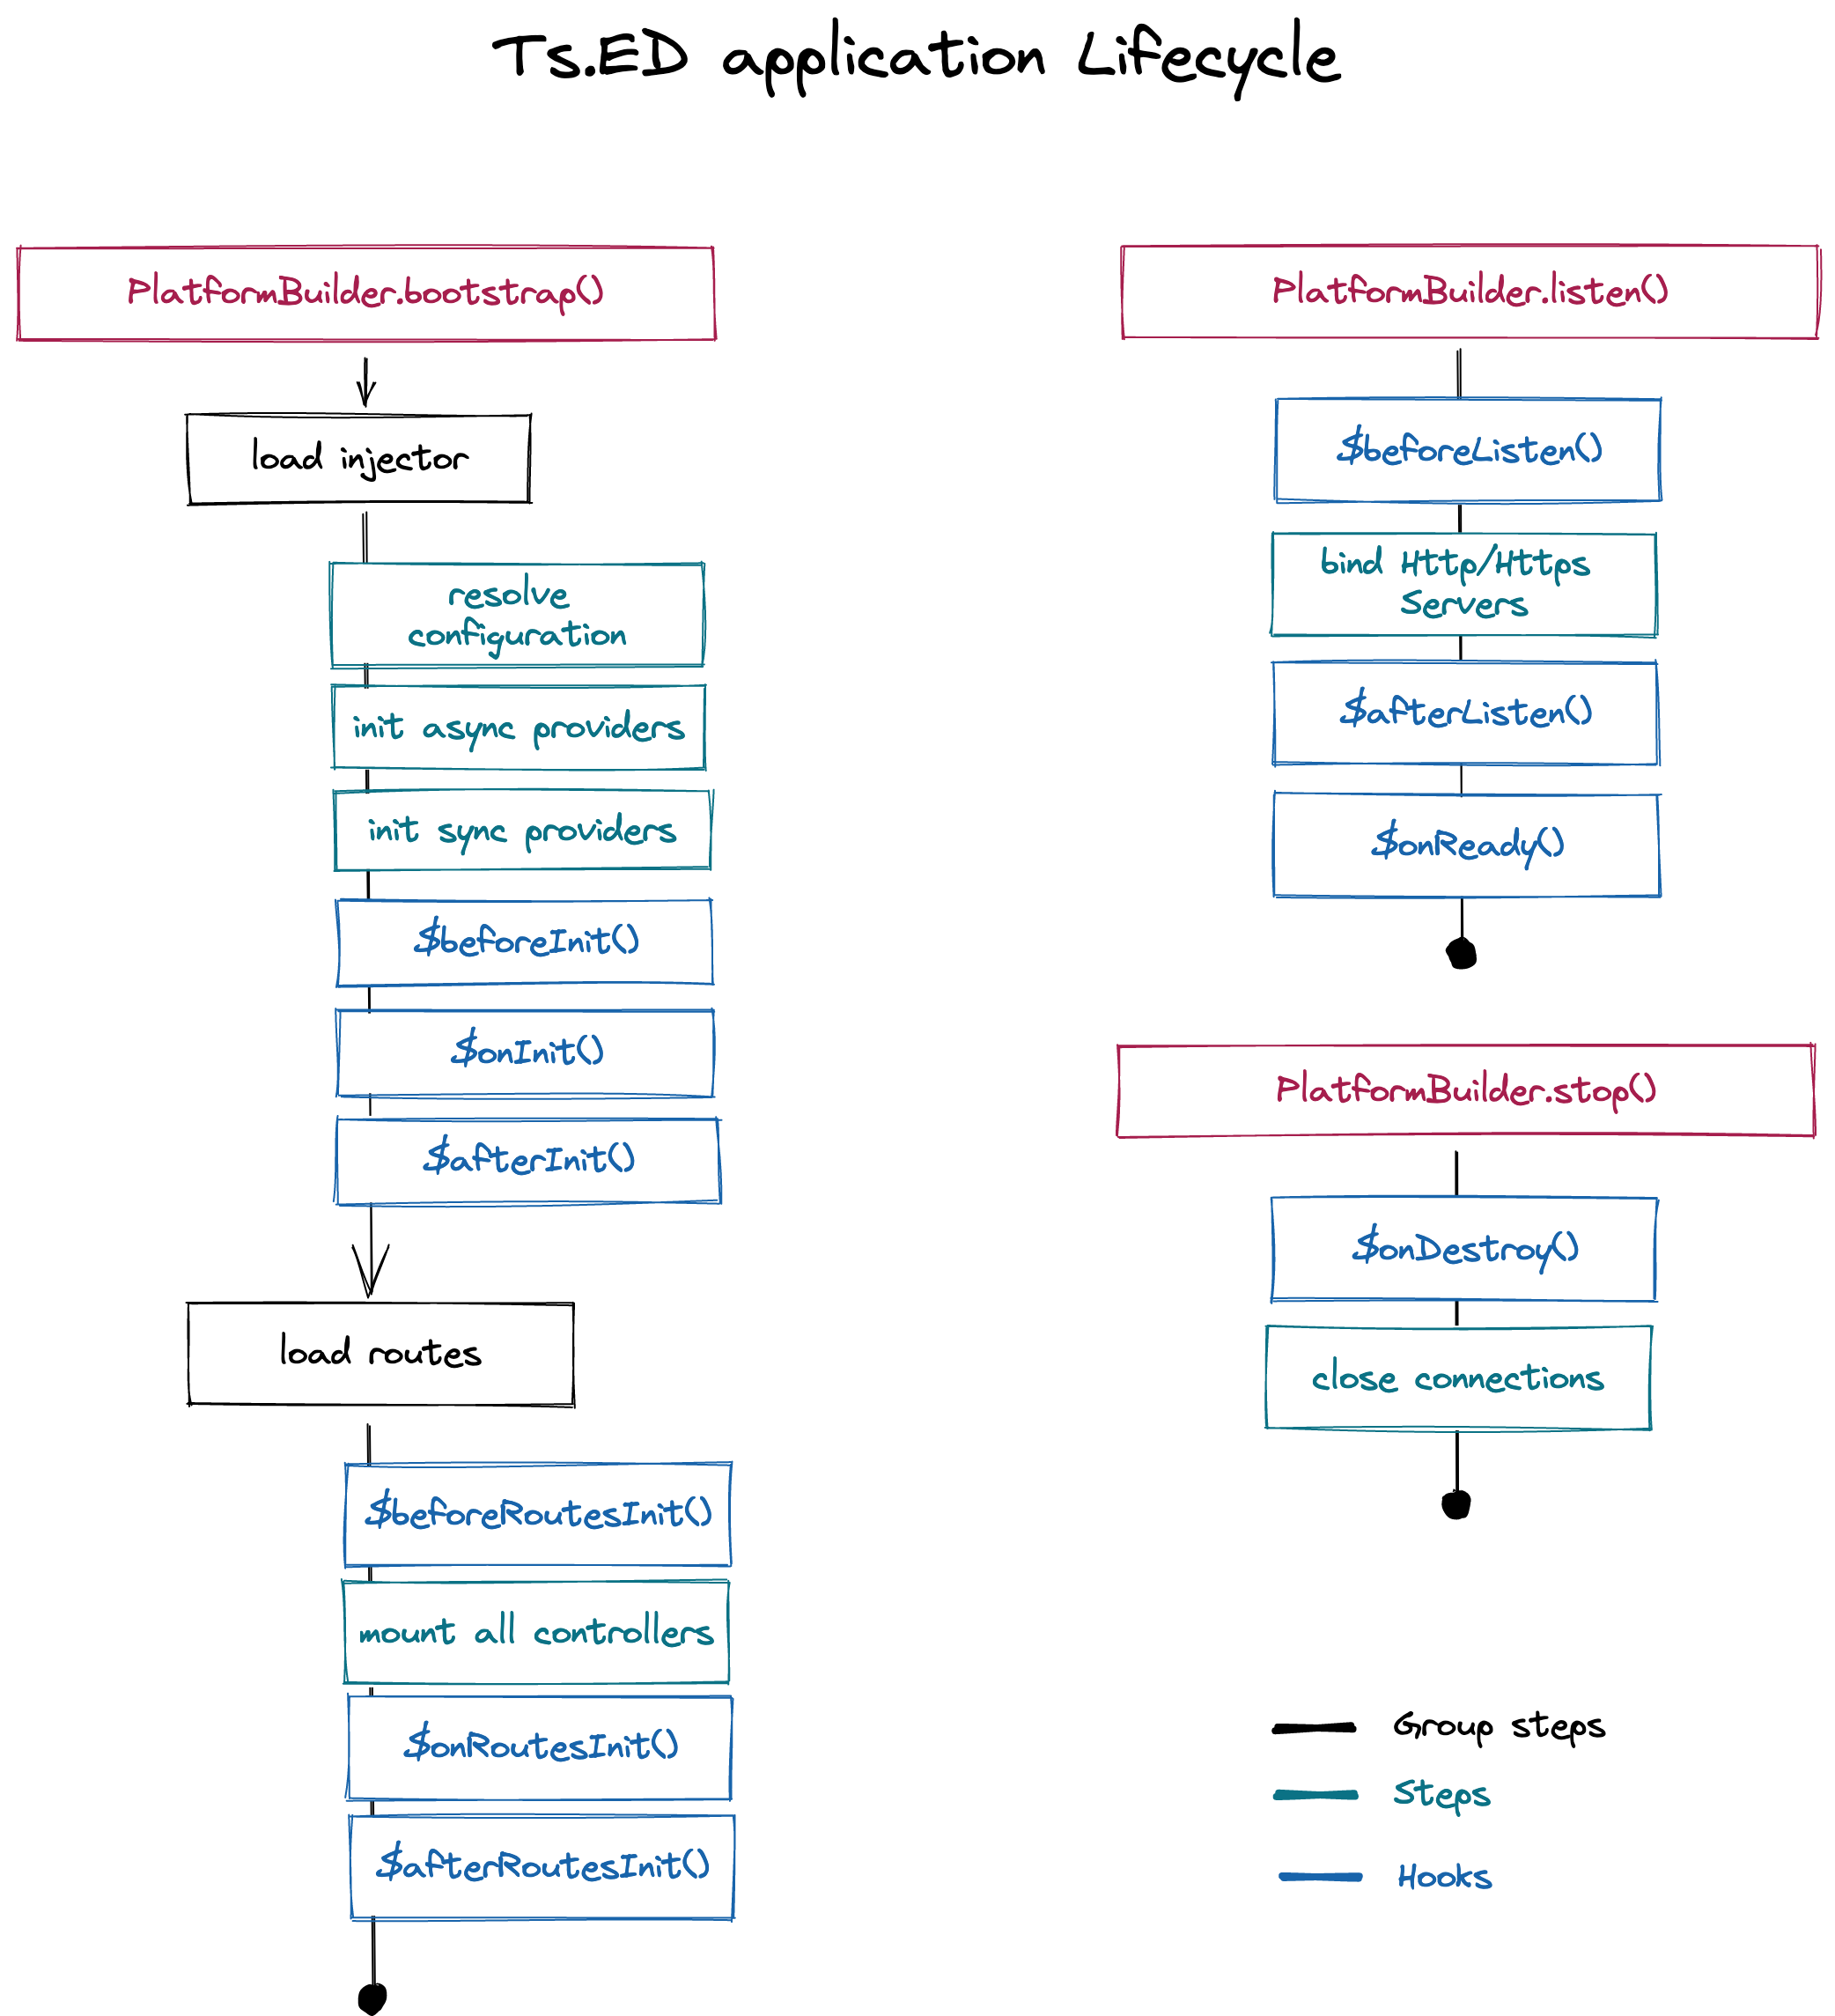 Ts.ED application Lifecycle
PlatformBuilder.bootstrap()
load injector
resolve
configuration
init async providers
init sync providers
$beforeInit()
$onInit()
$afterInit()
load routes
$beforeRoutesInit()
mount all controllers
$onRoutesInit()
$afterRoutesInit()
PlatformBuilder.listen()
$beforeListen()
bind Http/Https
Servers
$afterListen()
$onReady()
PlatformBuilder.stop()
$onDestroy()
close connections
Group steps
Steps
Hooks